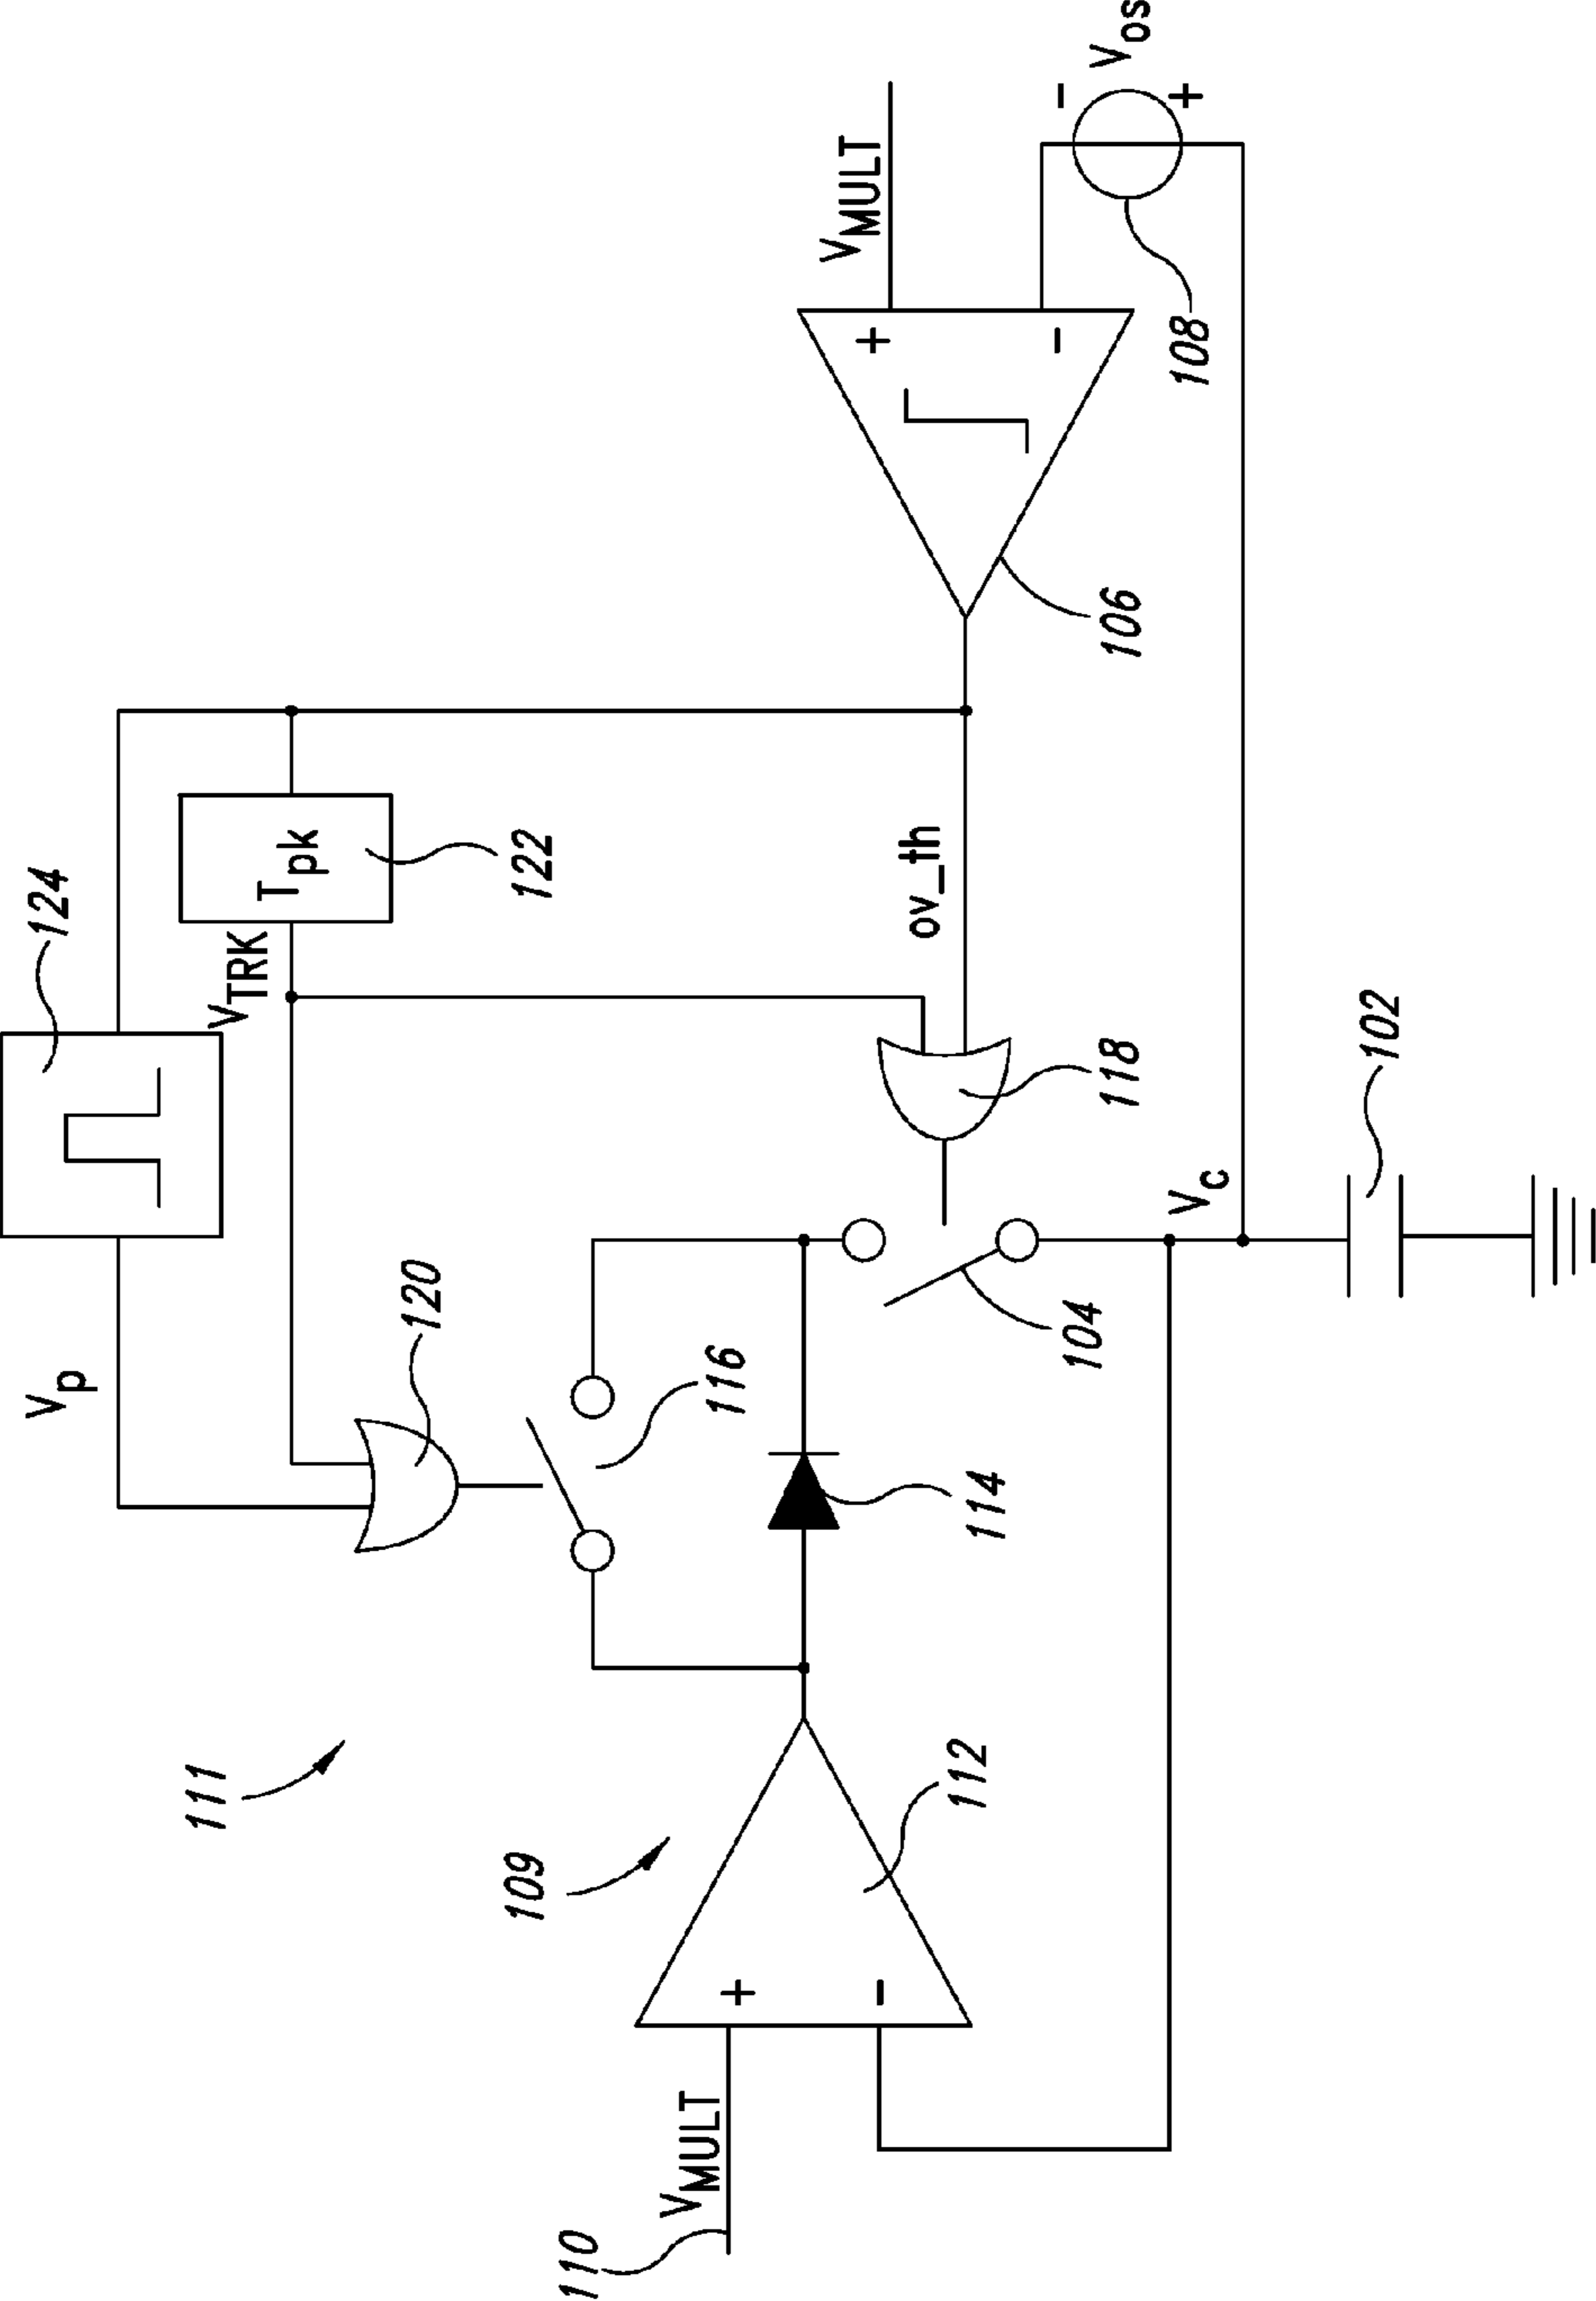 111
109
110
VMULT
+
-
112
Vp
120
116
114
104
Vc
102
118
124
VTRK
Tpk
122
ov_th
106
+
-
VMULT
108
-
+
Vos